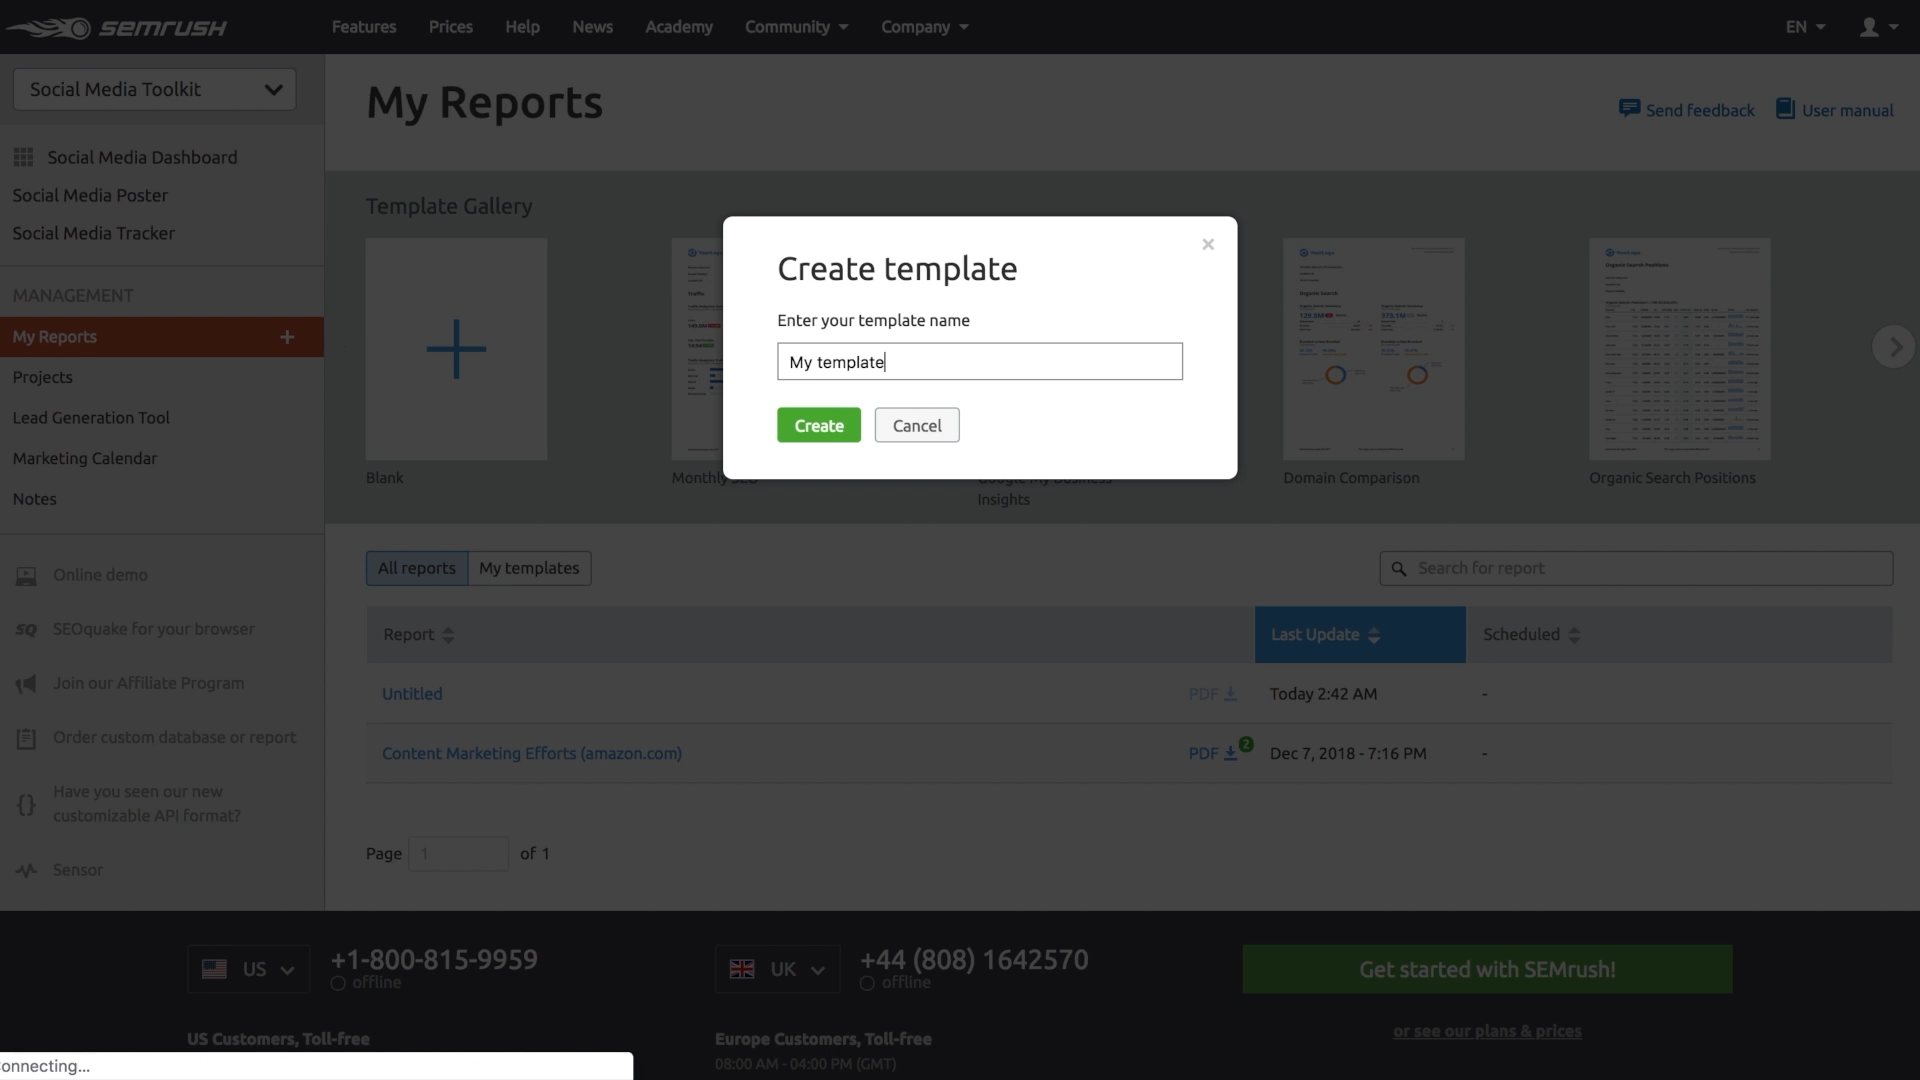 SEMRUSH
Features Prices Help News Academy Community Company
EN
Social Media Toolkit
My Reports
Send feedback User manual
Social Media Dashboard
Social Media Poster
Social Media Tracker
MANAGEMENT
My Reports +
Projects
Lead Generation Tool
Marketing Calendar
Notes
Online demo
SEOquake for your browser
Join our Affiliate Program
Order custom database or report
Have you seen our new
customizable API format?
Sensor
Template Gallery
Blank
Monthly SEO
Google My Business
Insights
Domain Comparison
Organic Search Positions
Create template
×
Enter your template name
My template
Create Cancel
All reports My templates
Search for report
Report Last Update Scheduled
Untitled PDF Today 2:42 AM -
Content Marketing Efforts (amazon.com) PDF 2 Dec 7, 2018 - 7:16 PM -
Page 1 of 1
US +1-800-815-9959
offline
US Customers, Toll-free
UK +44 (808) 1642570
offline
Europe Customers, Toll-free
08:00 AM - 04:00 PM (GMT)
Get started with SEMrush!
or see our plans & prices
onnecting...